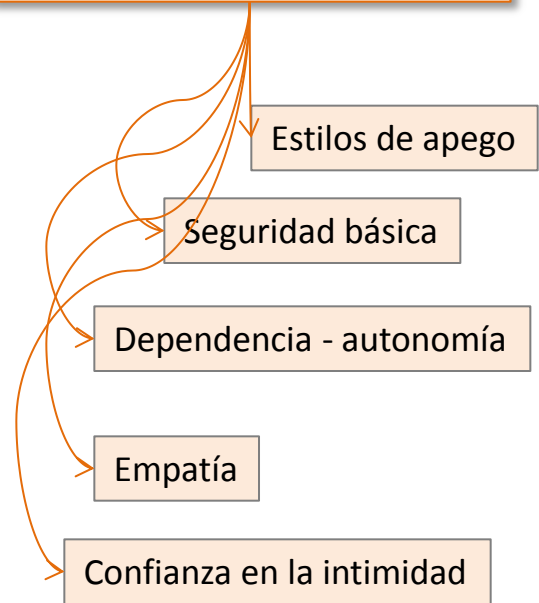 Estilos de apego
Seguridad básica
Dependencia - autonomía
Empatía
Confianza en la intimidad